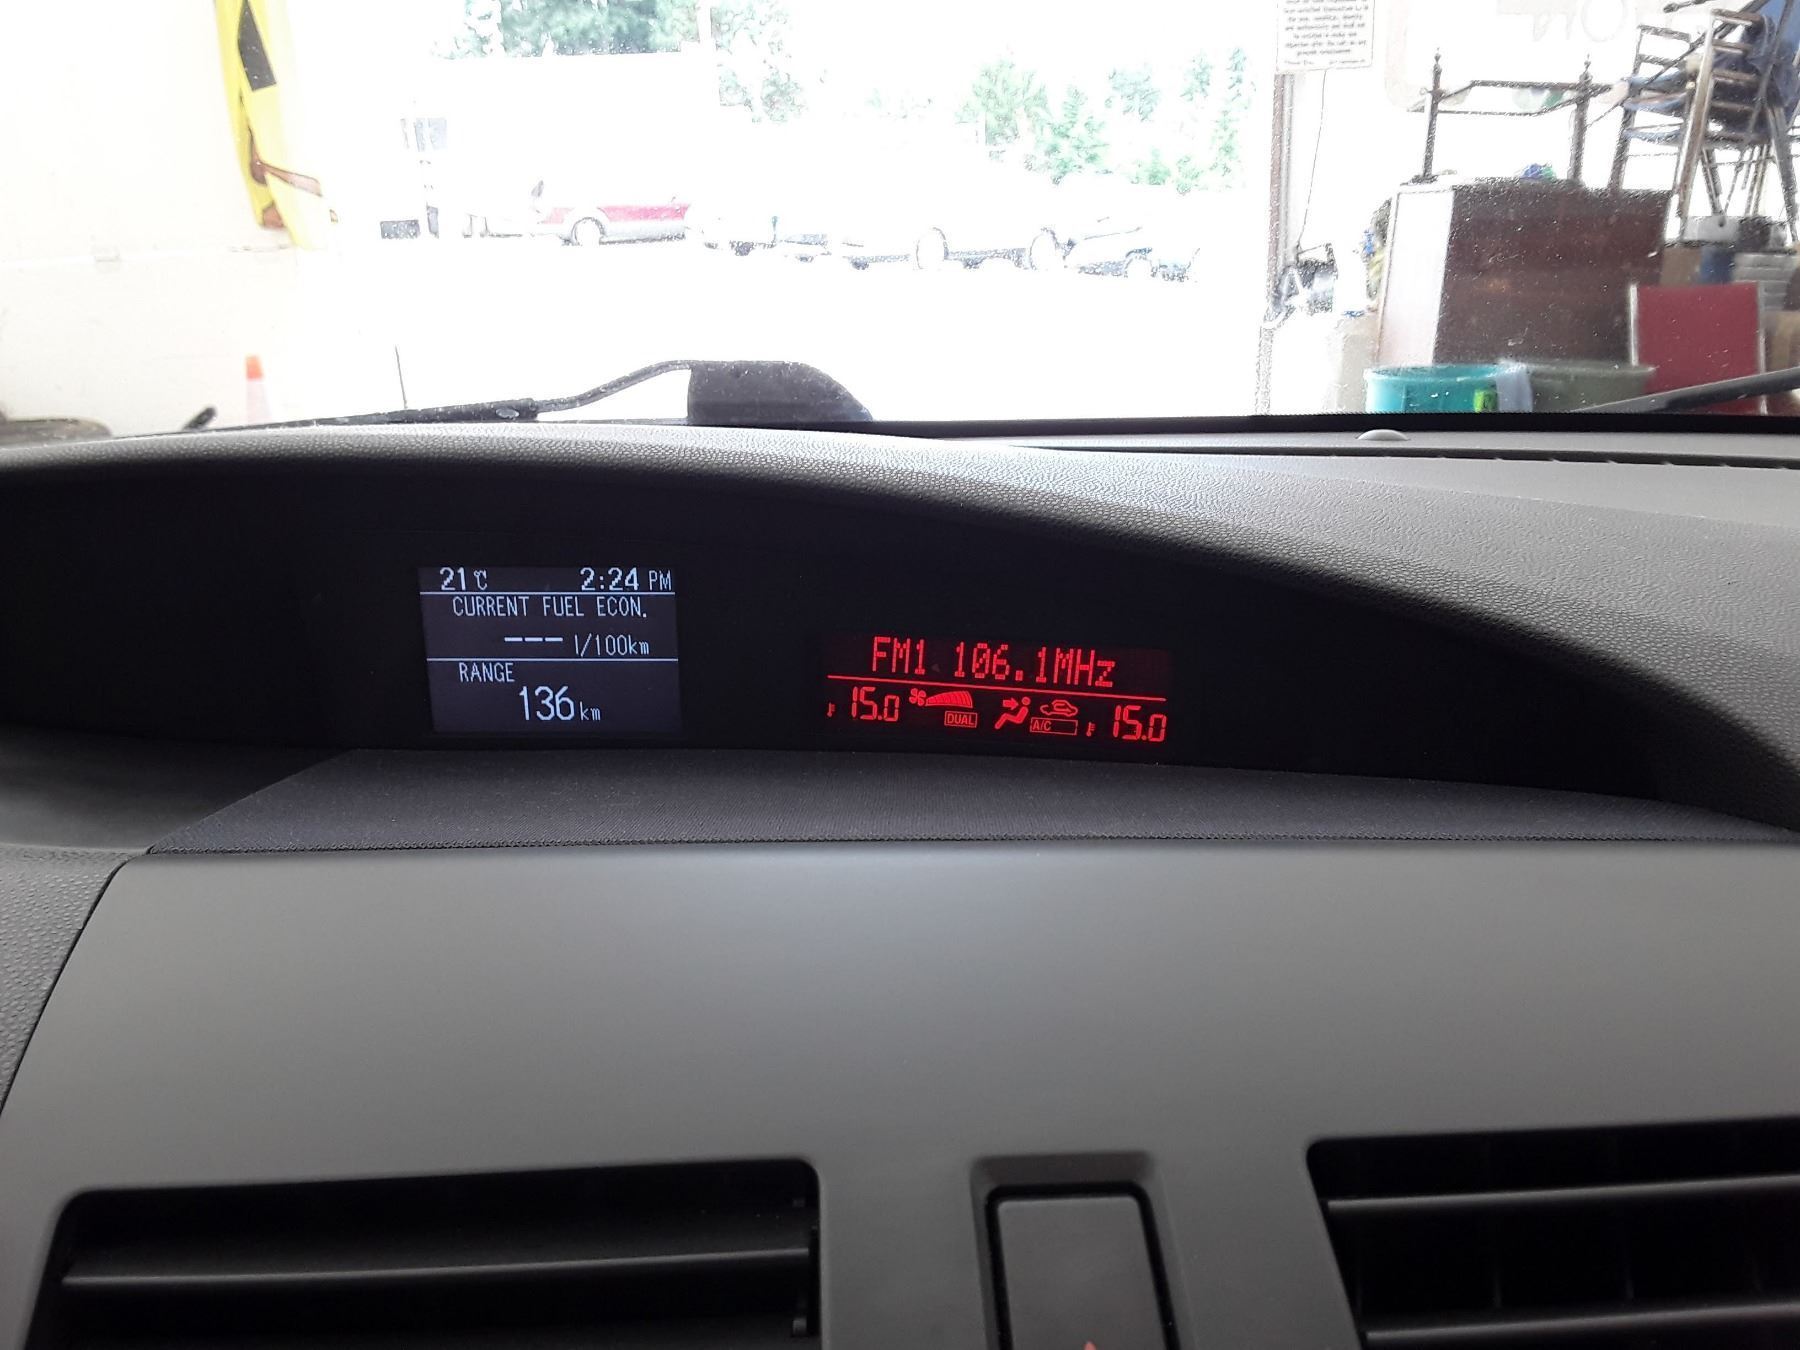 21℃ 2:24 PM
CURRENT FUEL ECON.
--- l/100km
RANGE
136 km
FM1 106.1MHz
15.0 DUAL A/C 15.0